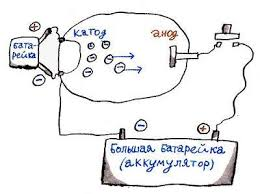 ⊕
бата-
рейка
⊖
катод
⊖ ⊖ ⊖ ⊖ ⊖ ⊖ ⊖
анод
⊖
⊕
большая батарейка
(аккумулятор)